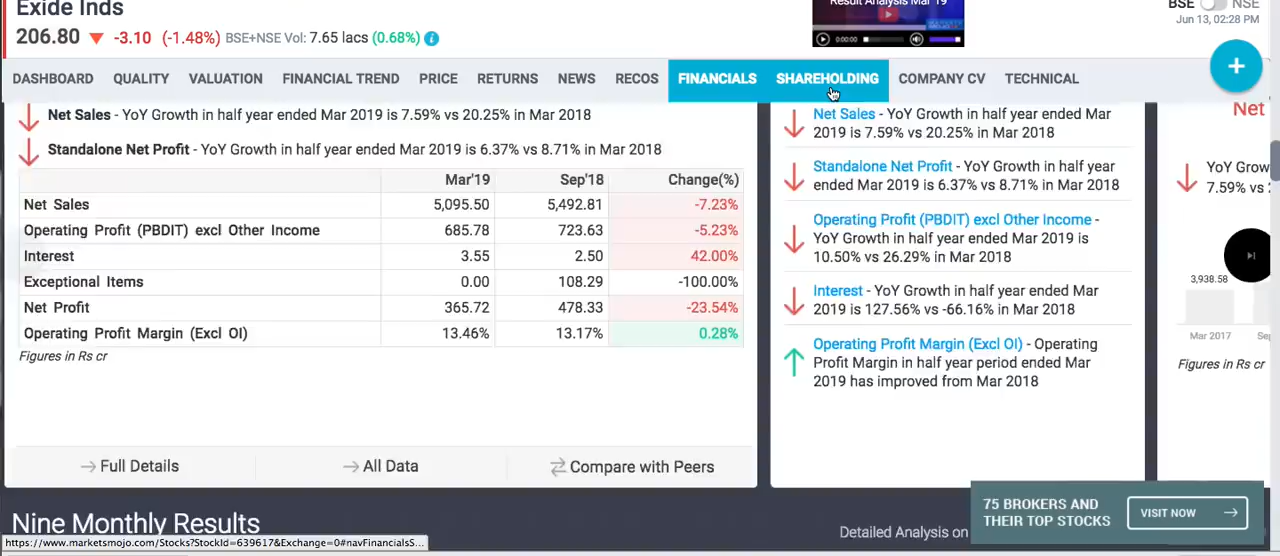 Exide Inds
206.80 -3.10 (-1.48%) BSE+NSE Vol: 7.65 lacs (0.68%)
Result Analysis Mar 19
0:00:00
BSE NSE
Jun 13, 02:28 PM
DASHBOARD QUALITY VALUATION FINANCIAL TREND PRICE RETURNS NEWS RECOS FINANCIALS SHAREHOLDING COMPANY CV TECHNICAL
+
Net Sales - YoY Growth in half year ended Mar 2019 is 7.59% vs 20.25% in Mar 2018
Standalone Net Profit - YoY Growth in half year ended Mar 2019 is 6.37% vs 8.71% in Mar 2018
Mar'19 Sep'18 Change(%)
Net Sales 5,095.50 5,492.81 -7.23%
Operating Profit (PBDIT) excl Other Income 685.78 723.63 -5.23%
Interest 3.55 2.50 42.00%
Exceptional Items 0.00 108.29 -100.00%
Net Profit 365.72 478.33 -23.54%
Operating Profit Margin (Excl OI) 13.46% 13.17% 0.28%
Figures in Rs cr
Full Details All Data Compare with Peers
Net Sales - YoY Growth in half year ended Mar
2019 is 7.59% vs 20.25% in Mar 2018
Standalone Net Profit - YoY Growth in half year
ended Mar 2019 is 6.37% vs 8.71% in Mar 2018
Operating Profit (PBDIT) excl Other Income -
YoY Growth in half year ended Mar 2019 is
10.50% vs 26.29% in Mar 2018
Interest - YoY Growth in half year ended Mar
2019 is 127.56% vs -66.16% in Mar 2018
Operating Profit Margin (Excl OI) - Operating
Profit Margin in half year period ended Mar
2019 has improved from Mar 2018
Net
YoY Grow
7.59% vs
3,938.58
Mar 2017 Sep
Figures in Rs cr
Nine Monthly Results
Detailed Analysis on
75 BROKERS AND
THEIR TOP STOCKS
VISIT NOW
https://www.marketsmojo.com/Stocks?StockId=639617&Exchange=0#navFinancialsS...